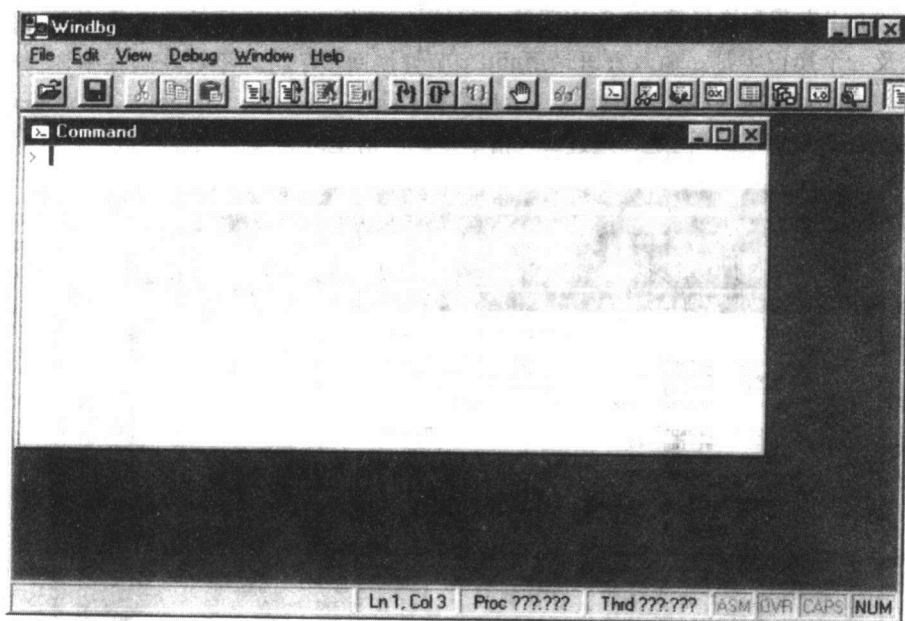 Windbg
File Edit View Debug Window Help
Command
>
Ln 1, Col 3 Proc ???:??? Thrd ???:??? ASM OVR CAPS NUM